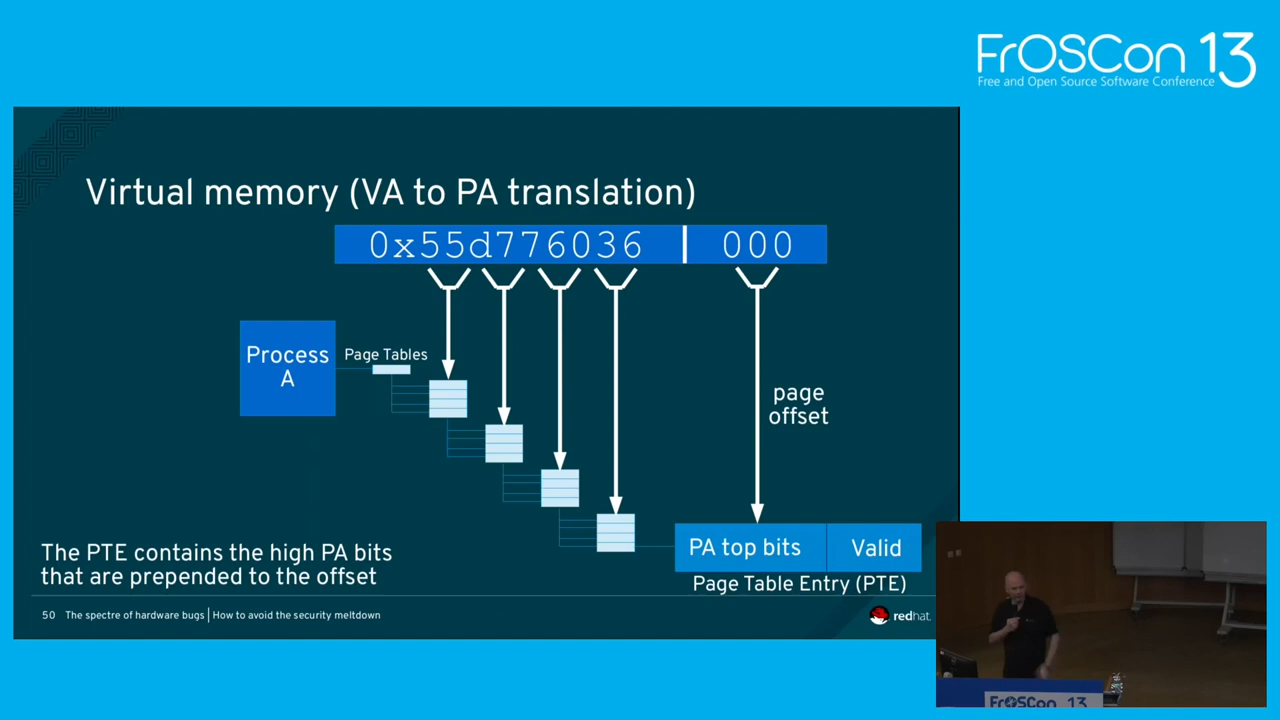 FrOSCon 13
Free and Open Source Software Conference
Virtual memory (VA to PA translation)
0x55d776036 | 000
Process
A
Page Tables
page
offset
PA top bits
Valid
Page Table Entry (PTE)
The PTE contains the high PA bits
that are prepended to the offset
50 The spectre of hardware bugs | How to avoid the security meltdown
redhat.
FrOSCon 13